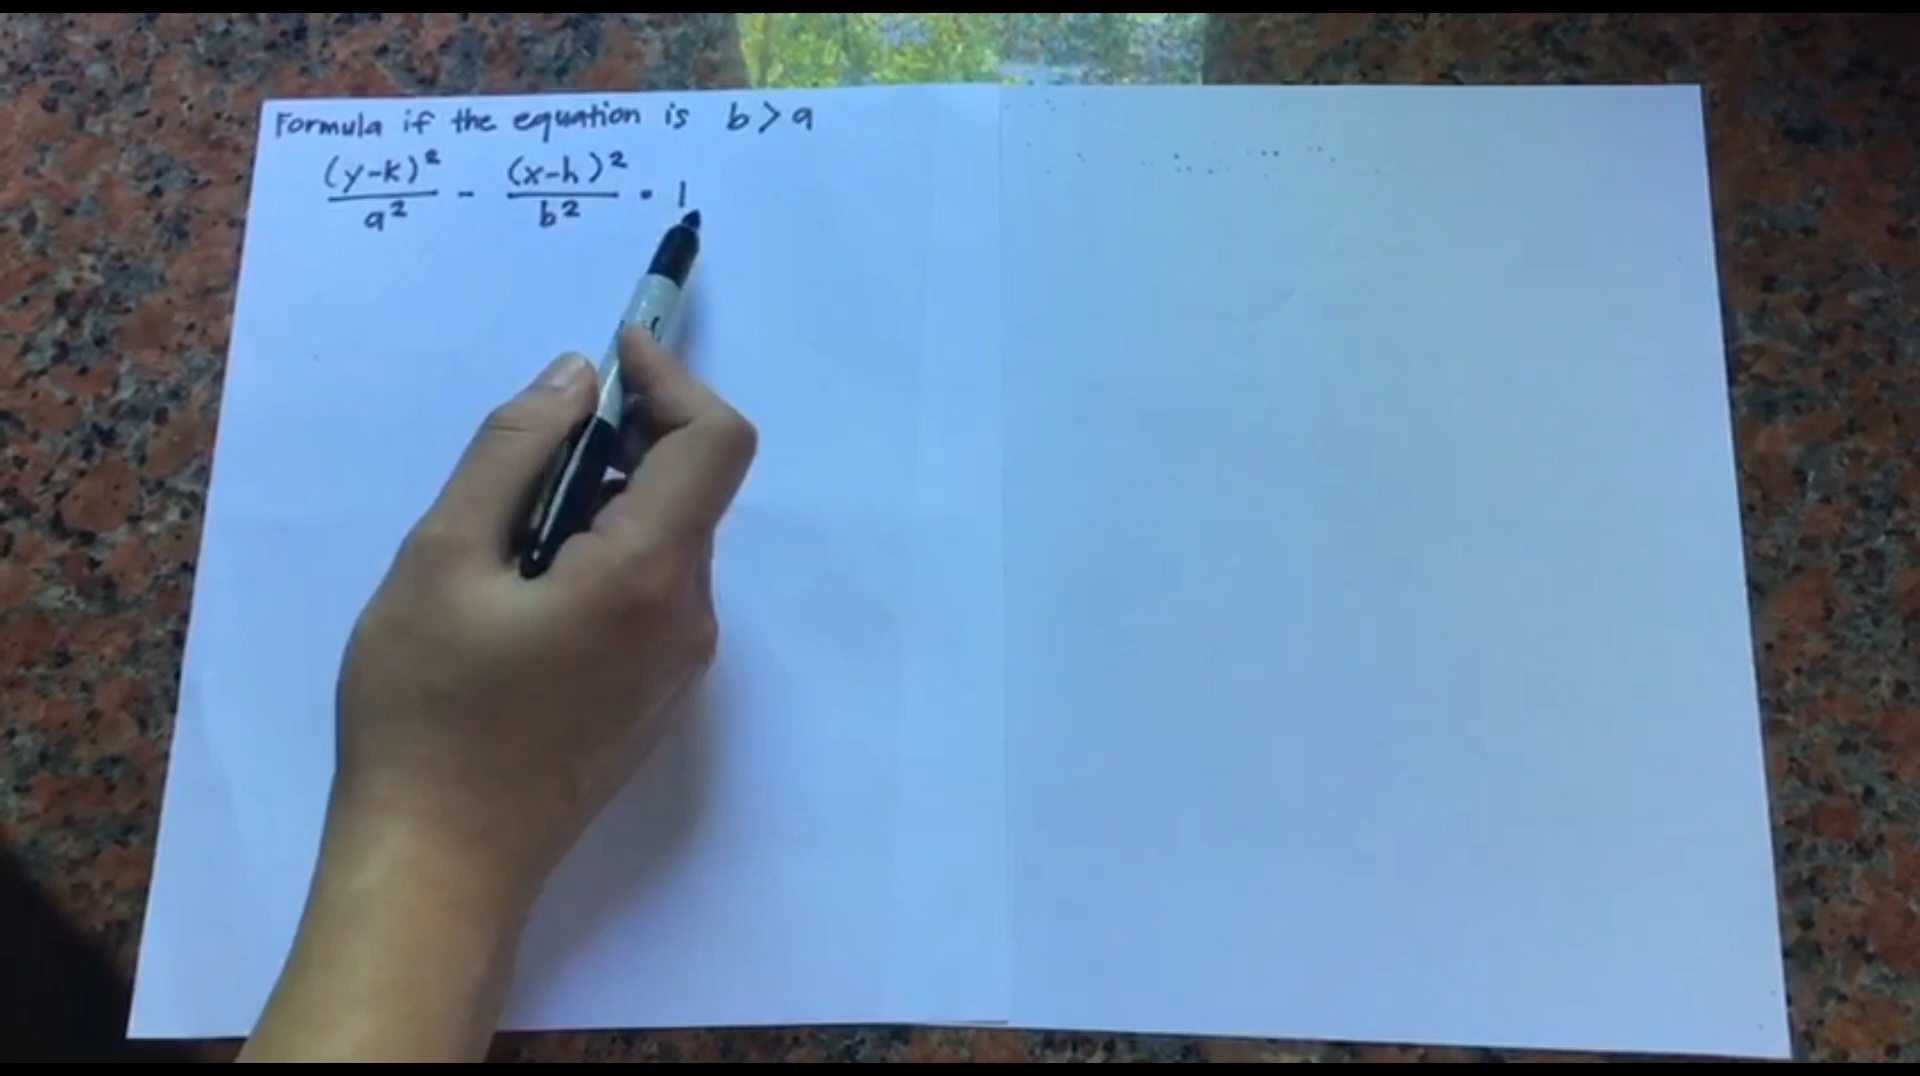 Formula if the equation is b > a
(y-k)² / a² - (x-h)² / b² = 1